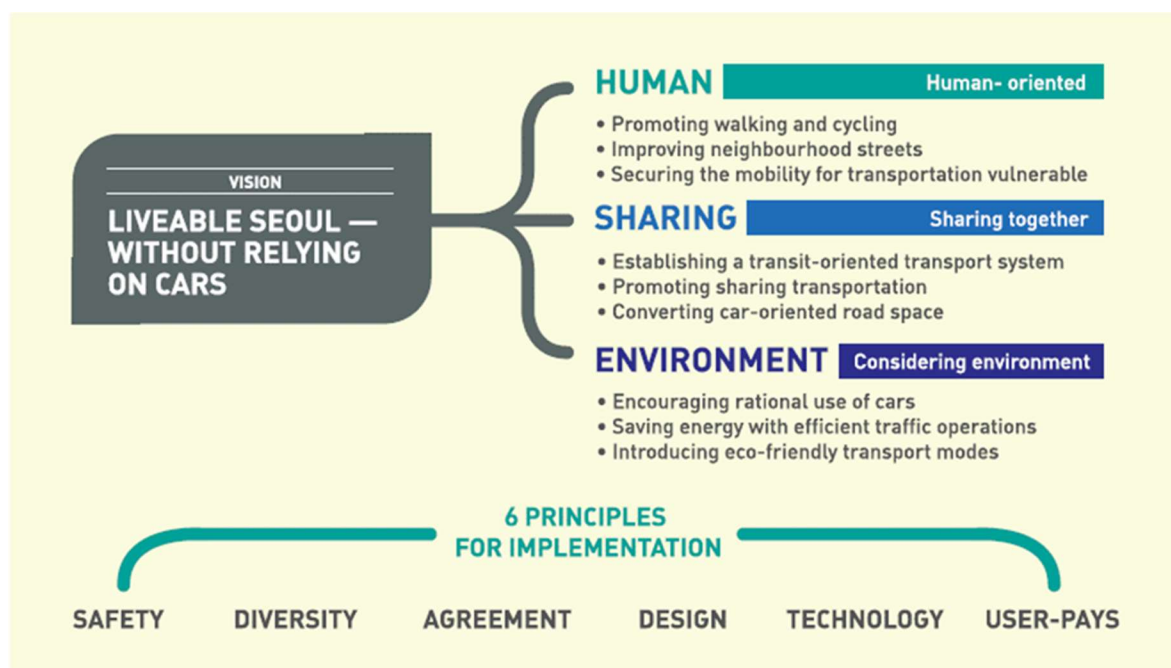 VISION
LIVEABLE SEOUL —
WITHOUT RELYING
ON CARS
HUMAN Human- oriented
• Promoting walking and cycling
• Improving neighbourhood streets
• Securing the mobility for transportation vulnerable
SHARING Sharing together
• Establishing a transit-oriented transport system
• Promoting sharing transportation
• Converting car-oriented road space
ENVIRONMENT Considering environment
• Encouraging rational use of cars
• Saving energy with efficient traffic operations
• Introducing eco-friendly transport modes
6 PRINCIPLES
FOR IMPLEMENTATION
SAFETY DIVERSITY AGREEMENT DESIGN TECHNOLOGY USER-PAYS